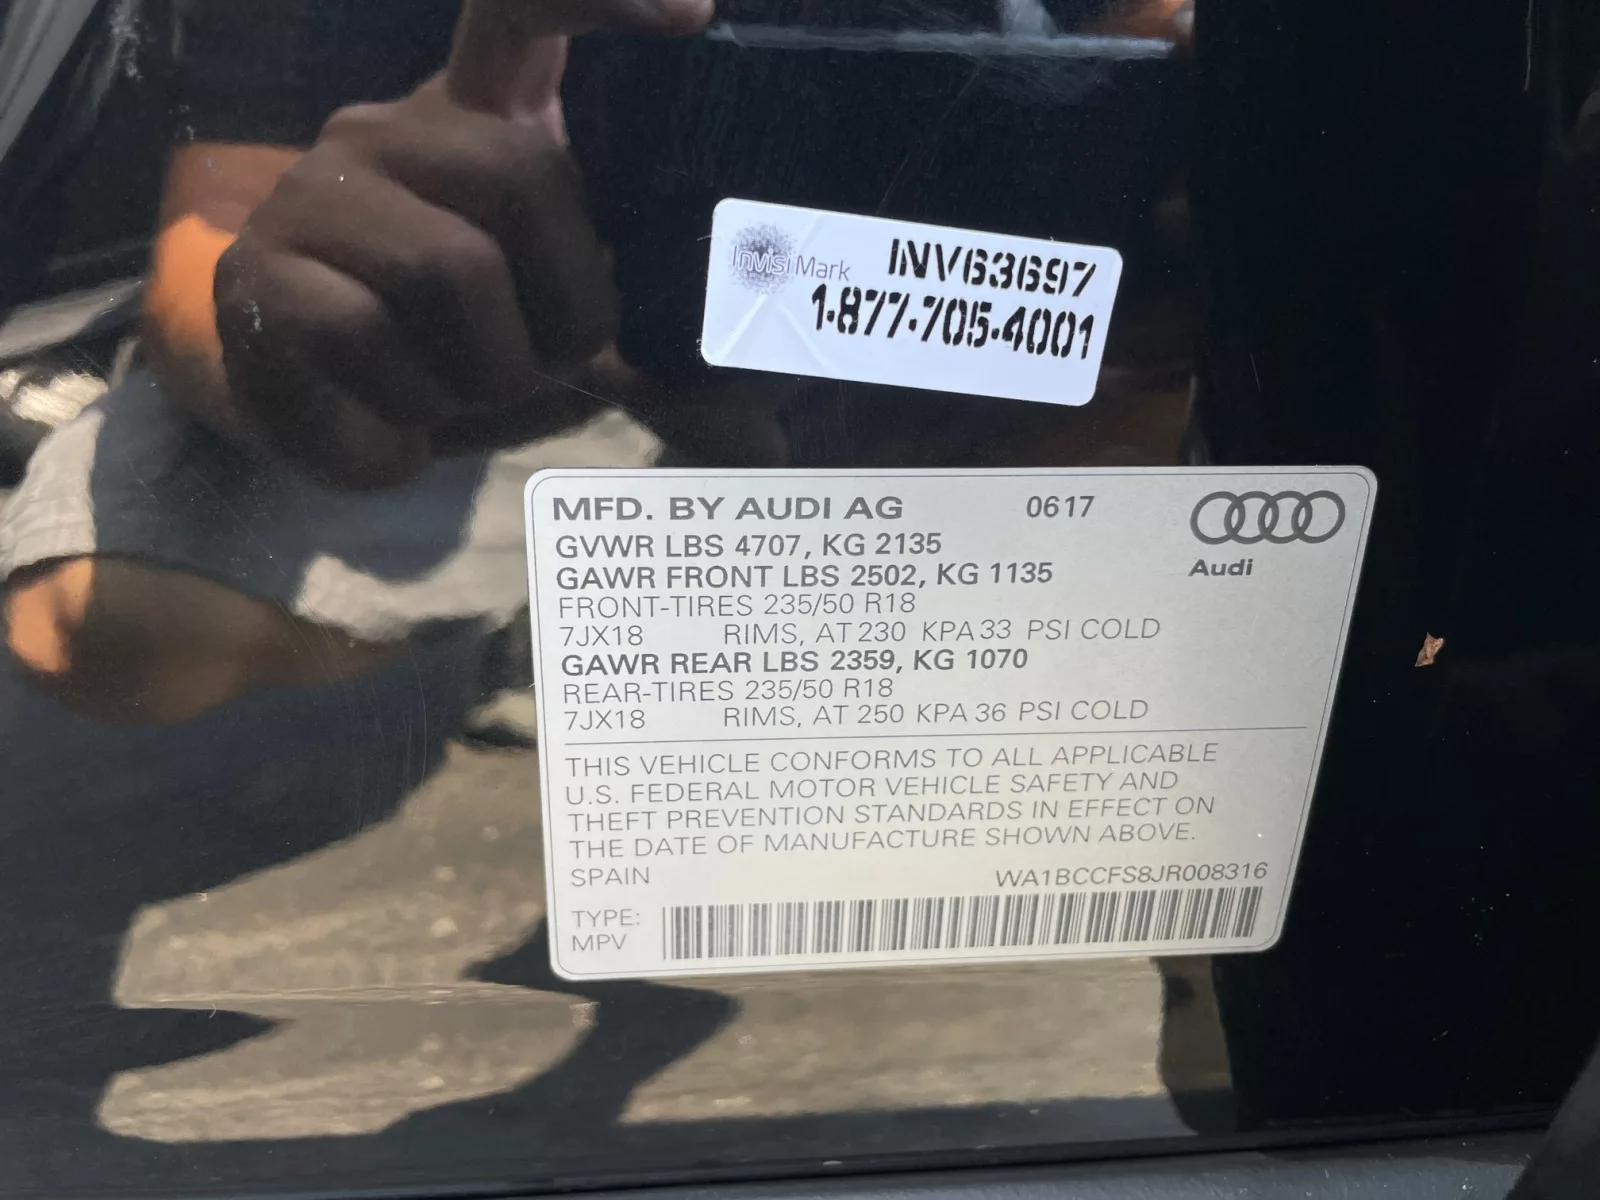 InvisiMark INV63697
1-877-705-4001
MFD. BY AUDI AG 0617
GVWR LBS 4707, KG 2135
GAWR FRONT LBS 2502, KG 1135
Audi
FRONT-TIRES 235/50 R18
7JX18 RIMS, AT 230 KPA 33 PSI COLD
GAWR REAR LBS 2359, KG 1070
REAR-TIRES 235/50 R18
7JX18 RIMS, AT 250 KPA 36 PSI COLD
THIS VEHICLE CONFORMS TO ALL APPLICABLE
U.S. FEDERAL MOTOR VEHICLE SAFETY AND
THEFT PREVENTION STANDARDS IN EFFECT ON
THE DATE OF MANUFACTURE SHOWN ABOVE.
SPAIN WA1BCCFS8JR008316
TYPE:
MPV